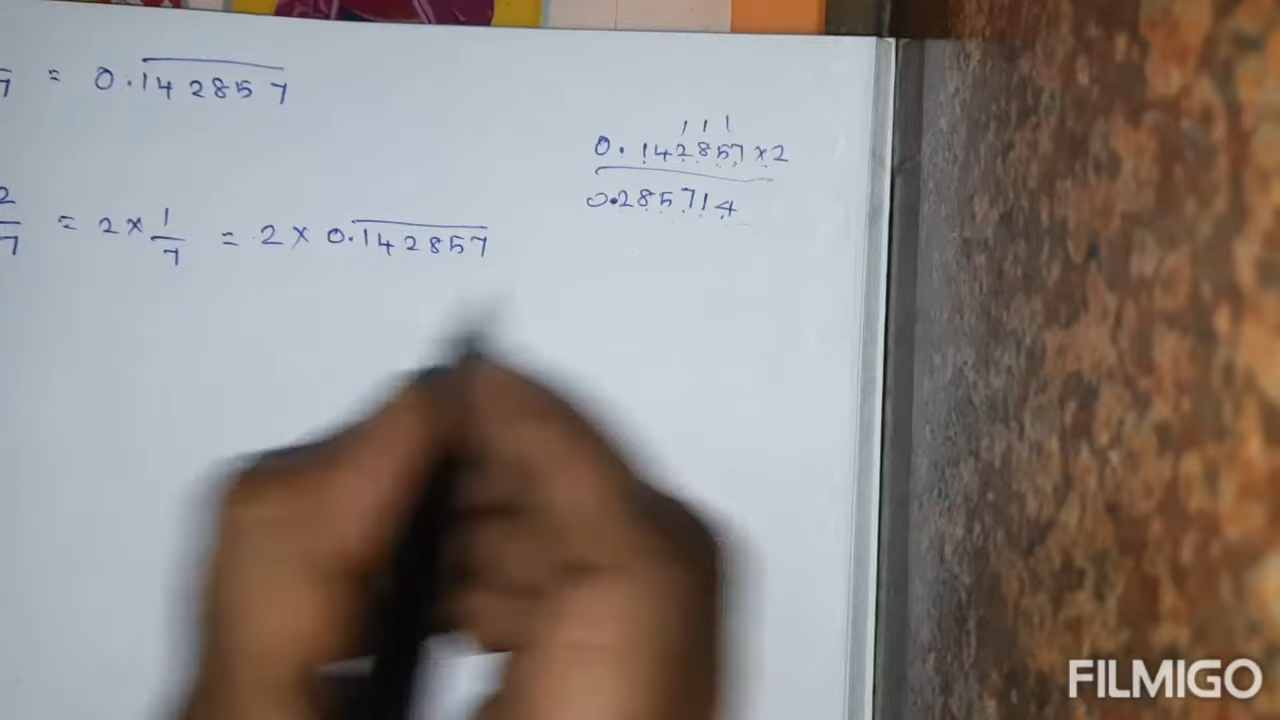 7 = 0.142857
0.142857×2
0.285714
2/7 = 2 × 1/7 = 2 × 0.142857
FILMIGO